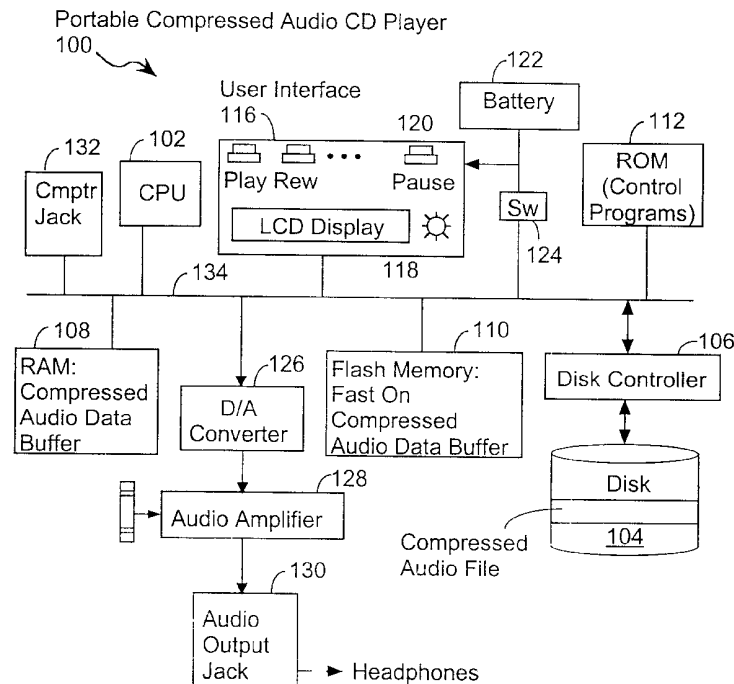 Portable Compressed Audio CD Player
100
User Interface
116
122
Battery
132
Cmptr
Jack
102
CPU
120
Play Rew • • • Pause
LCD Display
118
Sw
124
112
ROM
(Control
Programs)
134
108
RAM:
Compressed
Audio Data
Buffer
126
D/A
Converter
110
Flash Memory:
Fast On
Compressed
Audio Data Buffer
106
Disk Controller
128
Audio Amplifier
Disk
104
Compressed
Audio File
130
Audio
Output
Jack
Headphones